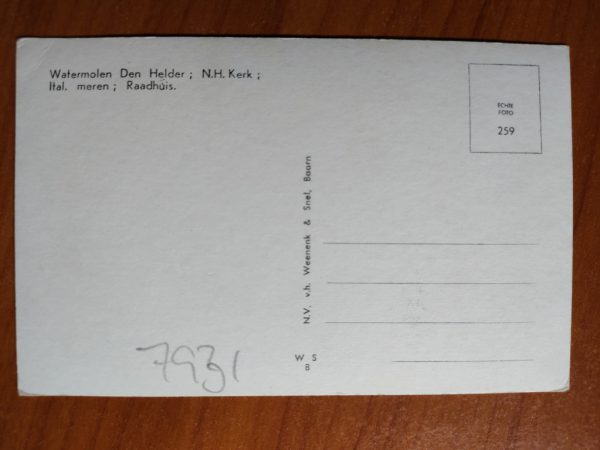 Watermolen Den Helder ; N.H. Kerk ;
Ital. meren ; Raadhuis.
ECHTE
FOTO
259
N.V. v.h. Weenenk & Snel, Baarn
W S
B
7931